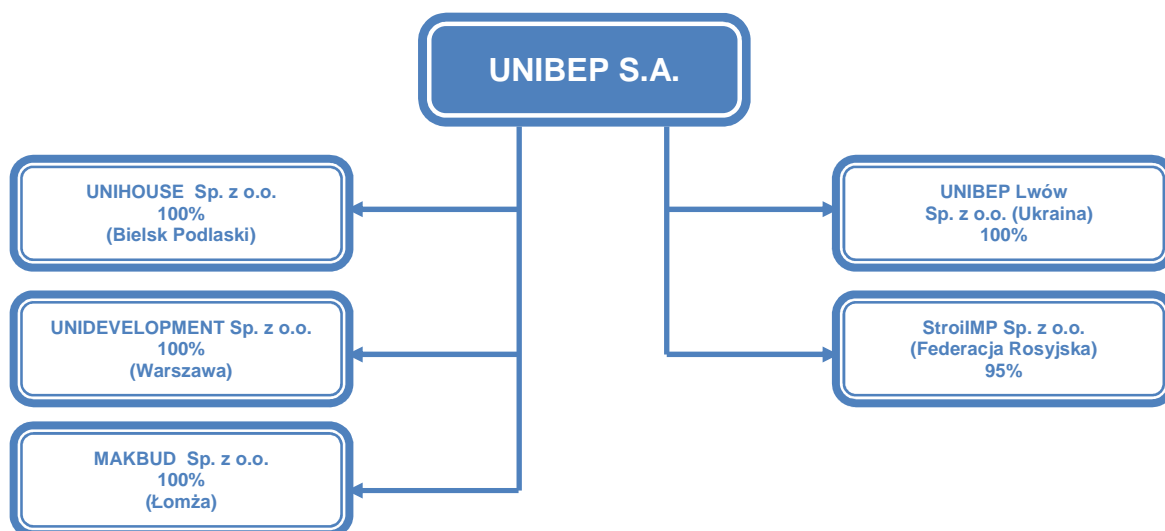 UNIBEP S.A.
UNIHOUSE Sp. z o.o.
100%
(Bielsk Podlaski)
UNIDEVELOPMENT Sp. z o.o.
100%
(Warszawa)
MAKBUD Sp. z o.o.
100%
(Łomża)
UNIBEP Lwów
Sp. z o.o. (Ukraina)
100%
StroiIMP Sp. z o.o.
(Federacja Rosyjska)
95%